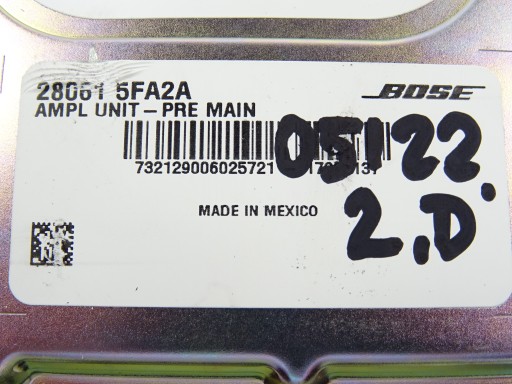 28061 5FA2A
BOSE
AMPL UNIT - PRE MAIN
05122.
732129006025721
MADE IN MEXICO
2.D